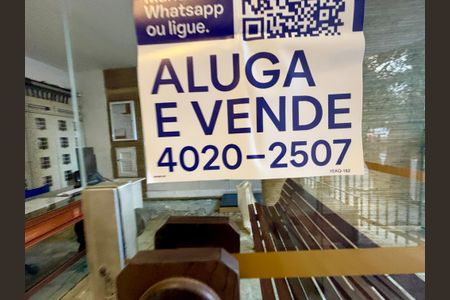 Whatsapp
ou ligue.
ALUGA
E VENDE
4020-2507